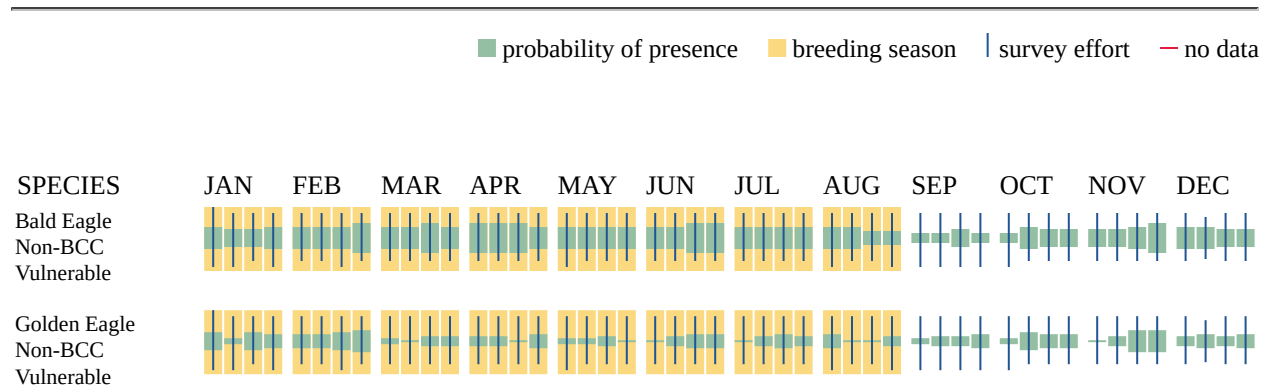 probability of presence breeding season survey effort no data
SPECIES JAN FEB MAR APR MAY JUN JUL AUG SEP OCT NOV DEC
Bald Eagle
Non-BCC
Vulnerable
Golden Eagle
Non-BCC
Vulnerable